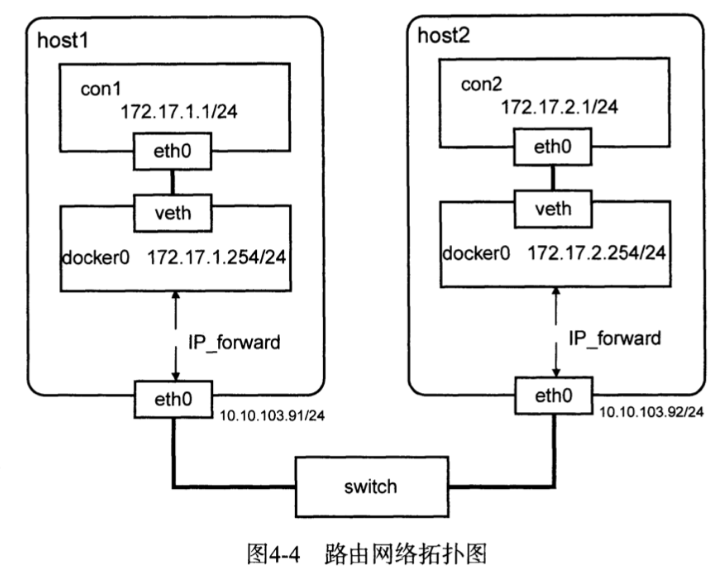 host1
con1
172.17.1.1/24
eth0
veth
docker0 172.17.1.254/24
IP_forward
eth0
10.10.103.91/24
host2
con2
172.17.2.1/24
eth0
veth
docker0 172.17.2.254/24
IP_forward
eth0
10.10.103.92/24
switch
图4-4 路由网络拓扑图